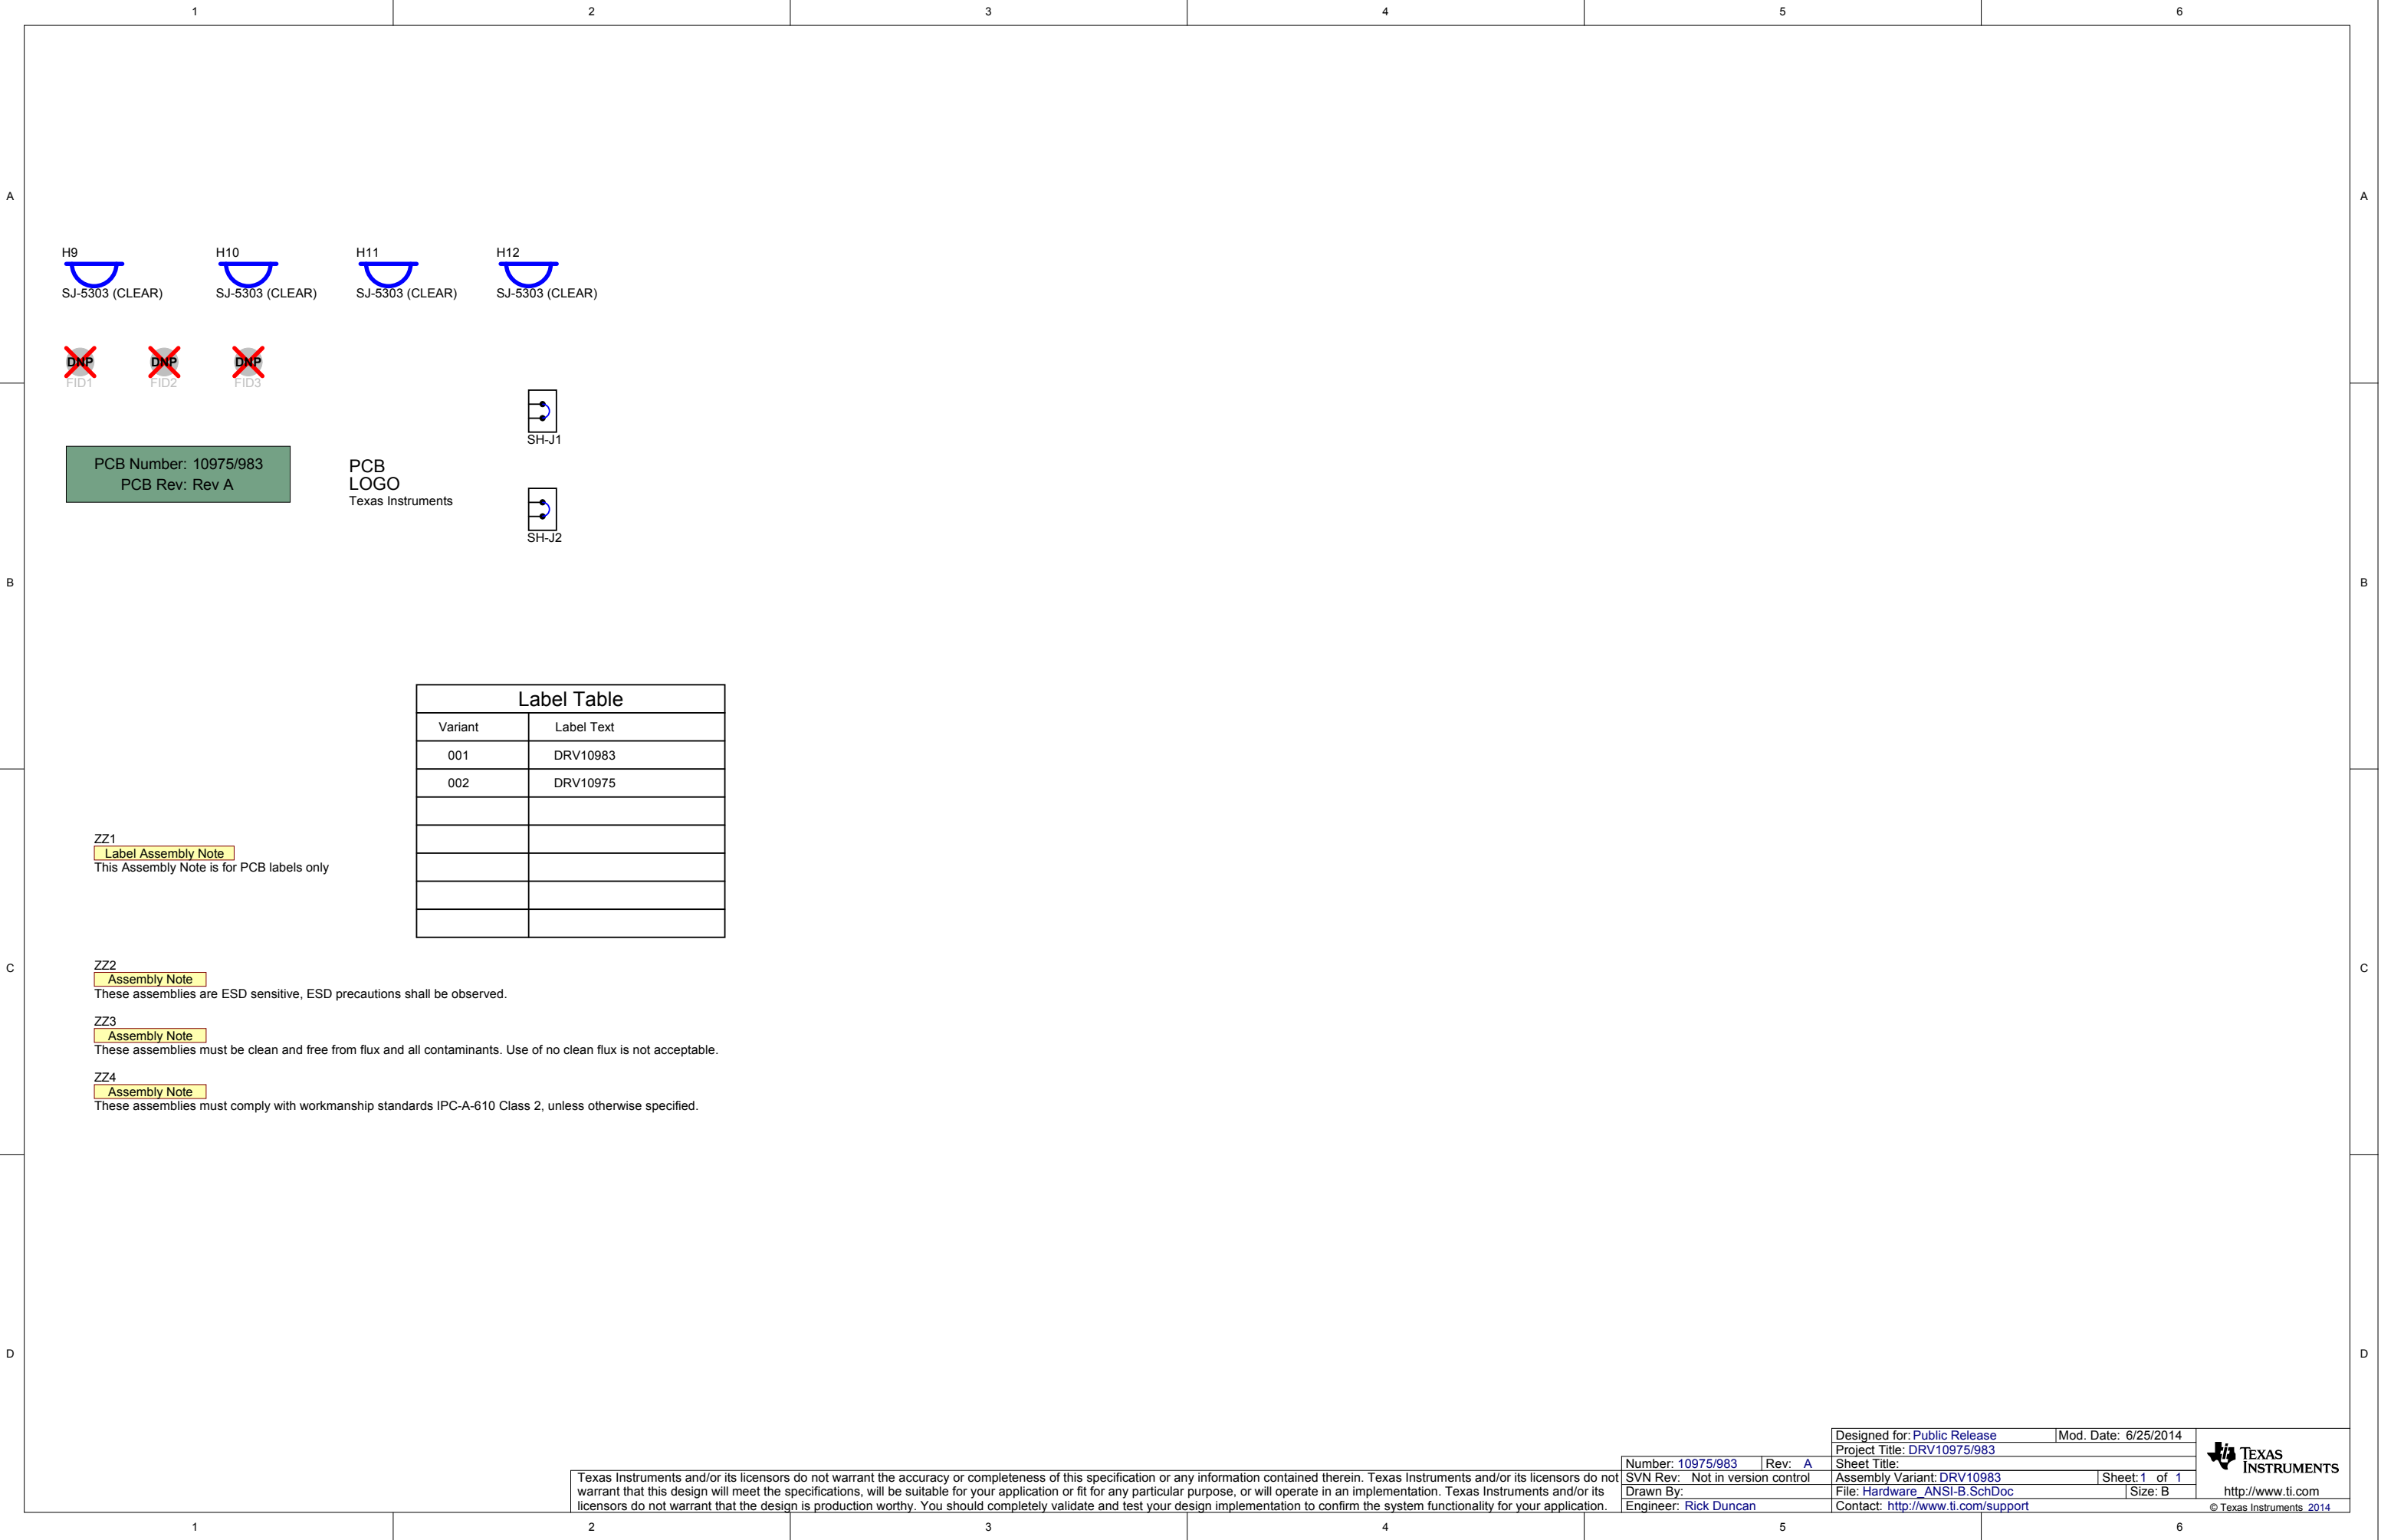 1 2 3 4 5 6
A A
H9 H10 H11 H12
SJ-5303 (CLEAR) SJ-5303 (CLEAR) SJ-5303 (CLEAR) SJ-5303 (CLEAR)
DNP DNP DNP
FID1 FID2 FID3
SH-J1
PCB Number: 10975/983
PCB Rev: Rev A
PCB
LOGO
Texas Instruments
SH-J2
B B
Label Table
Variant Label Text
001 DRV10983
002 DRV10975
ZZ1
Label Assembly Note
This Assembly Note is for PCB labels only
C C
ZZ2
Assembly Note
These assemblies are ESD sensitive, ESD precautions shall be observed.
ZZ3
Assembly Note
These assemblies must be clean and free from flux and all contaminants. Use of no clean flux is not acceptable.
ZZ4
Assembly Note
These assemblies must comply with workmanship standards IPC-A-610 Class 2, unless otherwise specified.
D D
Texas Instruments and/or its licensors do not warrant the accuracy or completeness of this specification or any information contained therein. Texas Instruments and/or its licensors do not
warrant that this design will meet the specifications, will be suitable for your application or fit for any particular purpose, or will operate in an implementation. Texas Instruments and/or its
licensors do not warrant that the design is production worthy. You should completely validate and test your design implementation to confirm the system functionality for your application.
Number: 10975/983 Rev: A
SVN Rev: Not in version control
Drawn By:
Engineer: Rick Duncan
Designed for: Public Release Mod. Date: 6/25/2014
Project Title: DRV10975/983
Sheet Title:
Assembly Variant: DRV10983 Sheet: 1 of 1
File: Hardware_ANSI-B.SchDoc Size: B
Contact: http://www.ti.com/support
TEXAS
INSTRUMENTS
http://www.ti.com
© Texas Instruments 2014
1 2 3 4 5 6